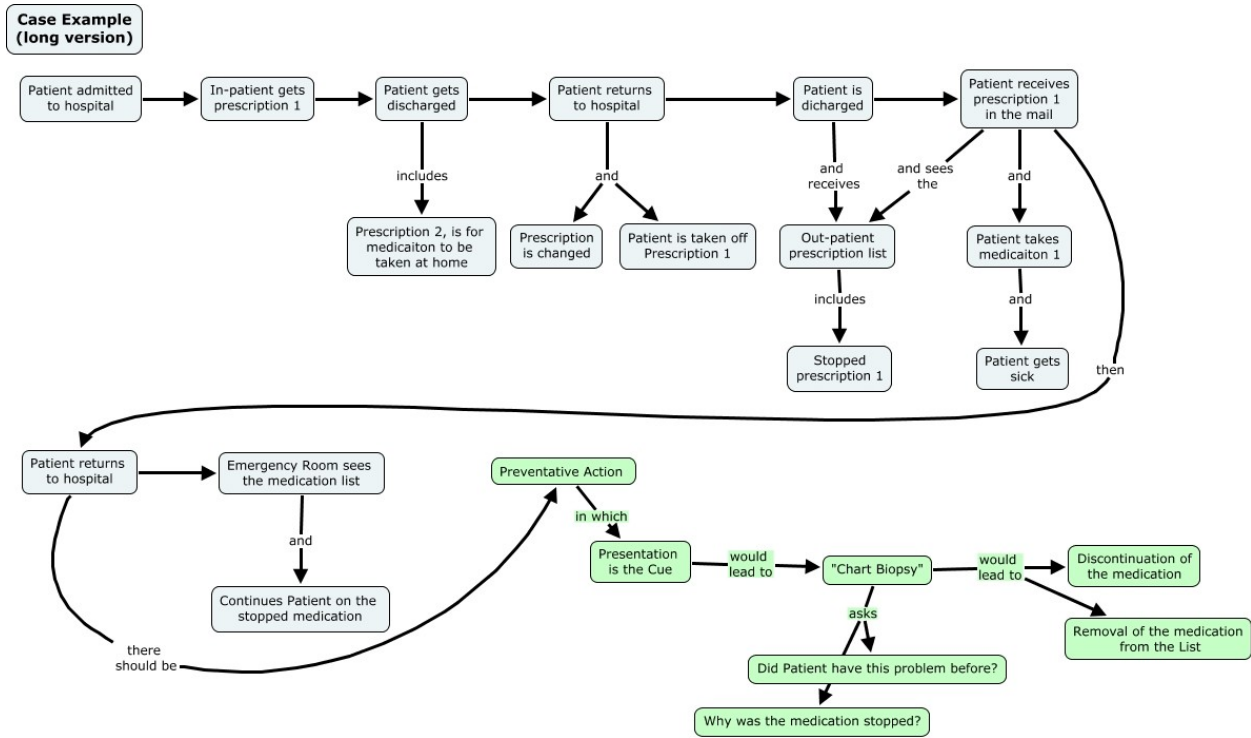 Case Example
(long version)
Patient admitted
to hospital
In-patient gets
prescription 1
Patient gets
discharged
Patient returns
to hospital
Patient is
dicharged
Patient receives
prescription 1
in the mail
includes
and
and
receives
and sees
the
and
Prescription 2, is for
medicaiton to be
taken at home
Prescription
is changed
Patient is taken off
Prescription 1
Out-patient
prescription list
Patient takes
medicaiton 1
includes
and
Stopped
prescription 1
Patient gets
sick
then
Patient returns
to hospital
Emergency Room sees
the medication list
and
Continues Patient on the
stopped medication
there
should be
Preventative Action
in which
Presentation
is the Cue
would
lead to
"Chart Biopsy"
would
lead to
Discontinuation of
the medication
Removal of the medication
from the List
asks
Did Patient have this problem before?
Why was the medication stopped?